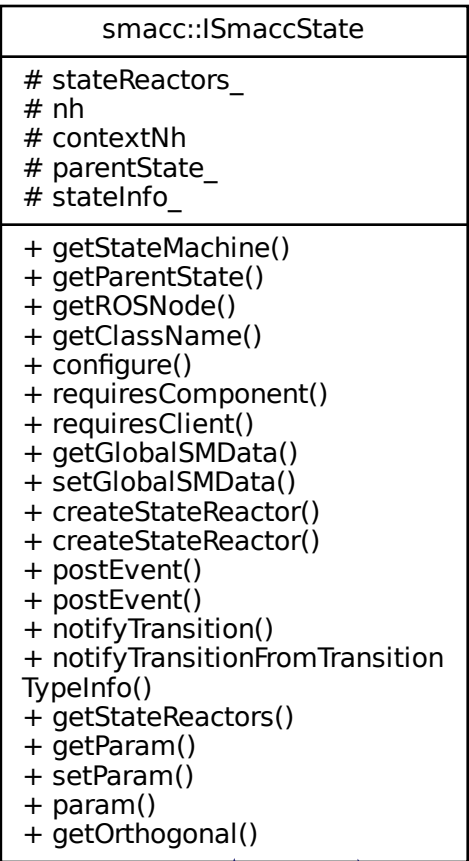 smacc::ISmaccState
# stateReactors_
# nh
# contextNh
# parentState_
# stateInfo_
+ getStateMachine()
+ getParentState()
+ getROSNode()
+ getClassName()
+ configure()
+ requiresComponent()
+ requiresClient()
+ getGlobalSMData()
+ setGlobalSMData()
+ createStateReactor()
+ createStateReactor()
+ postEvent()
+ postEvent()
+ notifyTransition()
+ notifyTransitionFromTransition
TypeInfo()
+ getStateReactors()
+ getParam()
+ setParam()
+ param()
+ getOrthogonal()